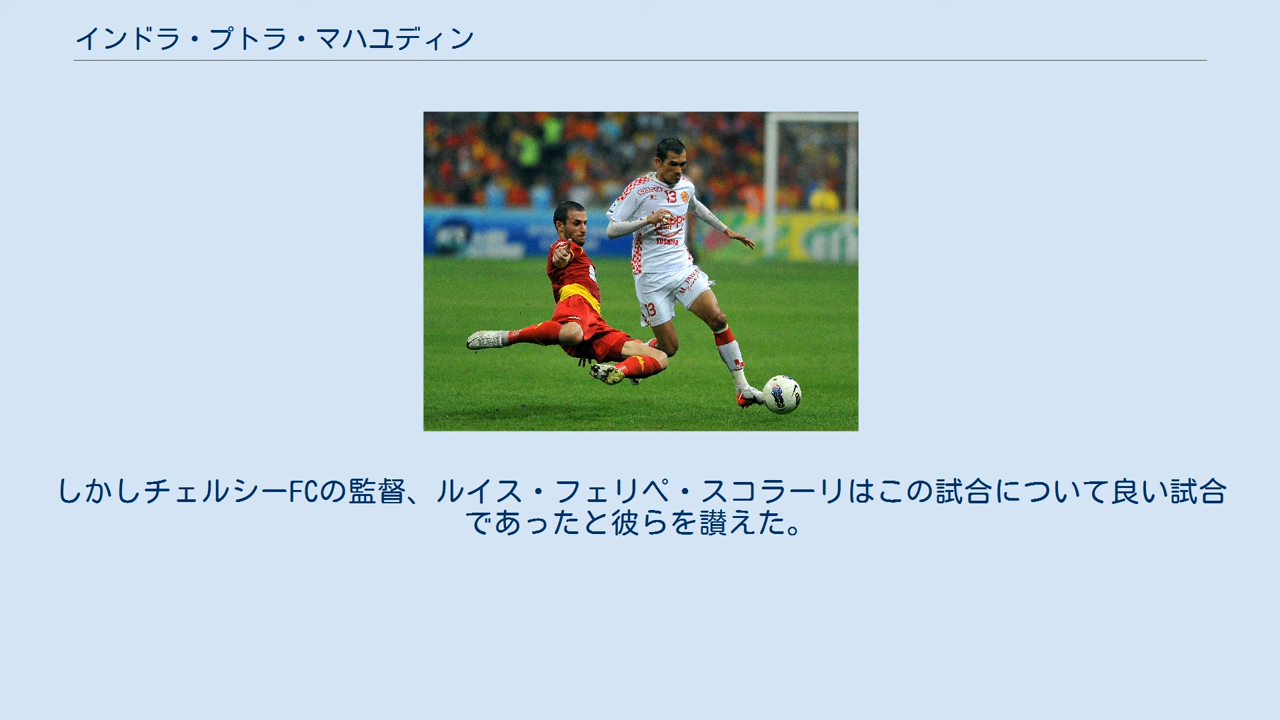 インドラ・プトラ・マハユディン
13
13
しかしチェルシーFCの監督、ルイス・フェリペ・スコラーリはこの試合について良い試合
であったと彼らを讃えた。